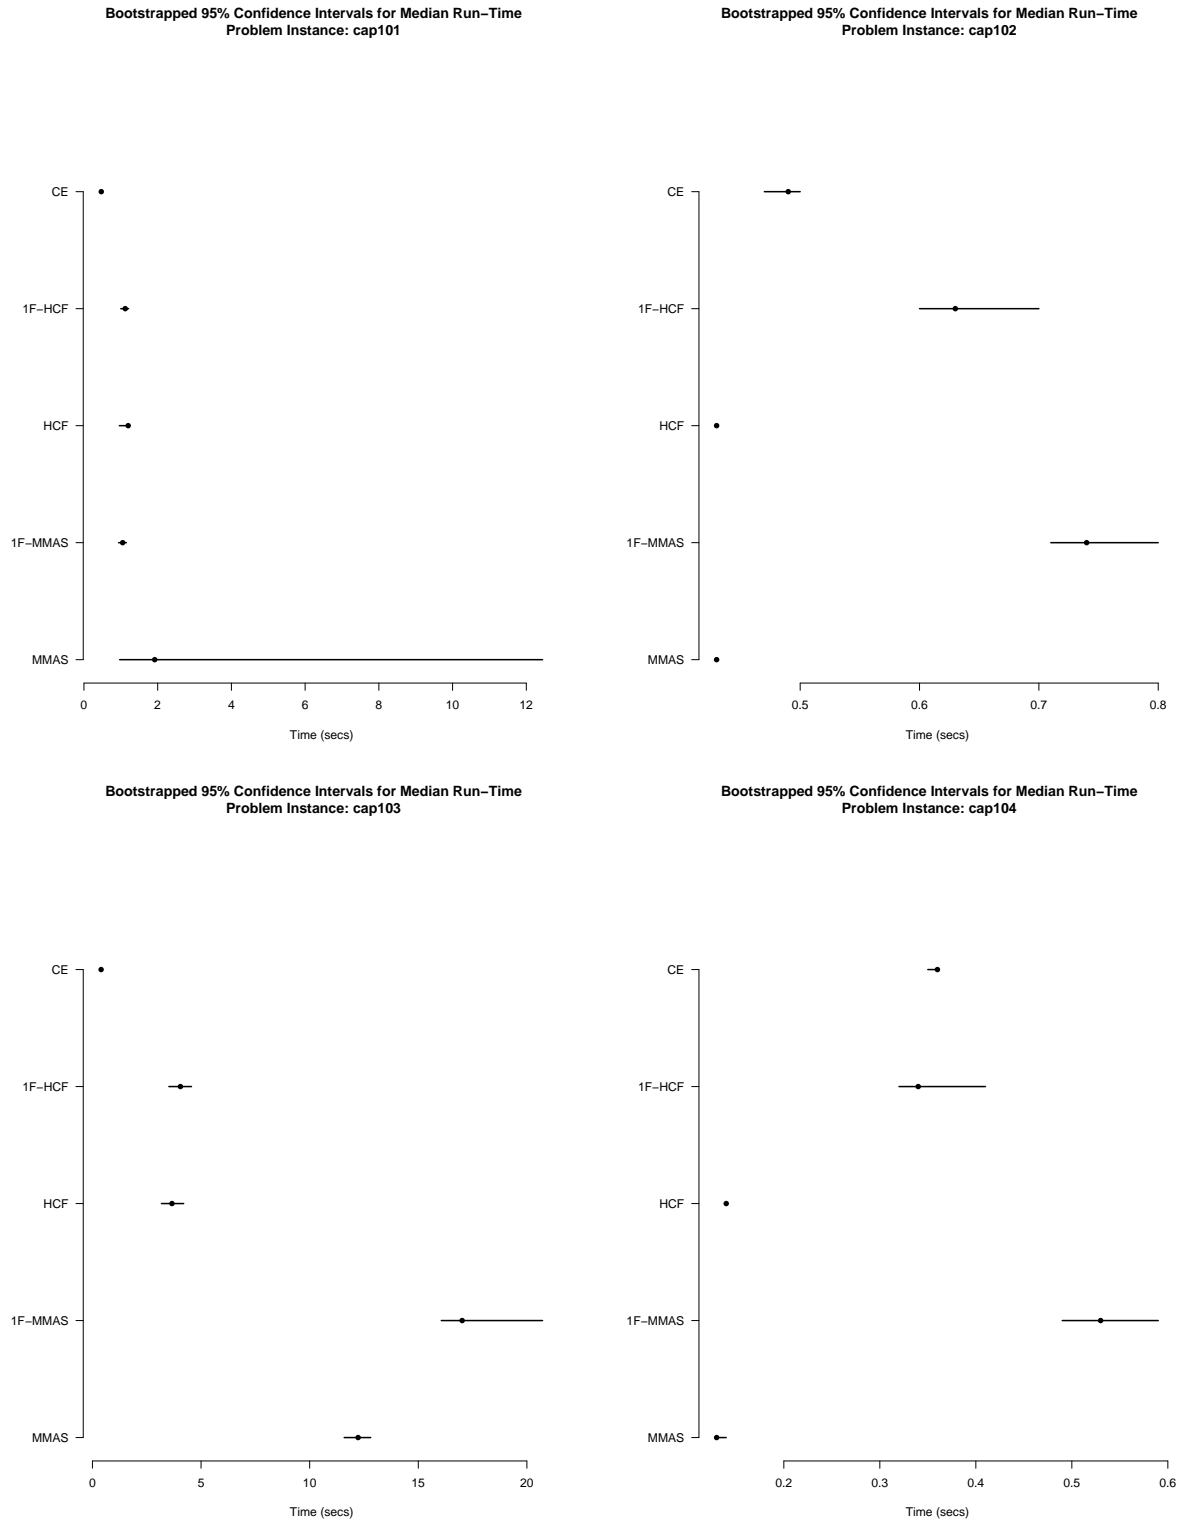 Bootstrapped 95% Confidence Intervals for Median Run−Time
Problem Instance: cap101
CE
1F−HCF
HCF
1F−MMAS
MMAS
0 2 4 6 8 10 12
Time (secs)
Bootstrapped 95% Confidence Intervals for Median Run−Time
Problem Instance: cap102
CE
1F−HCF
HCF
1F−MMAS
MMAS
0.5 0.6 0.7 0.8
Time (secs)
Bootstrapped 95% Confidence Intervals for Median Run−Time
Problem Instance: cap103
CE
1F−HCF
HCF
1F−MMAS
MMAS
0 5 10 15 20
Time (secs)
Bootstrapped 95% Confidence Intervals for Median Run−Time
Problem Instance: cap104
CE
1F−HCF
HCF
1F−MMAS
MMAS
0.2 0.3 0.4 0.5 0.6
Time (secs)